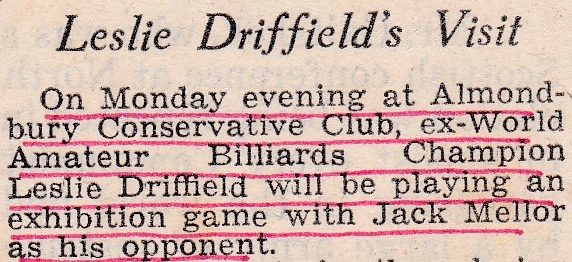 Leslie Driffield's Visit
On Monday evening at Almond-
bury Conservative Club, ex-World
Amateur Billiards Champion
Leslie Driffield will be playing an
exhibition game with Jack Mellor
as his opponent.